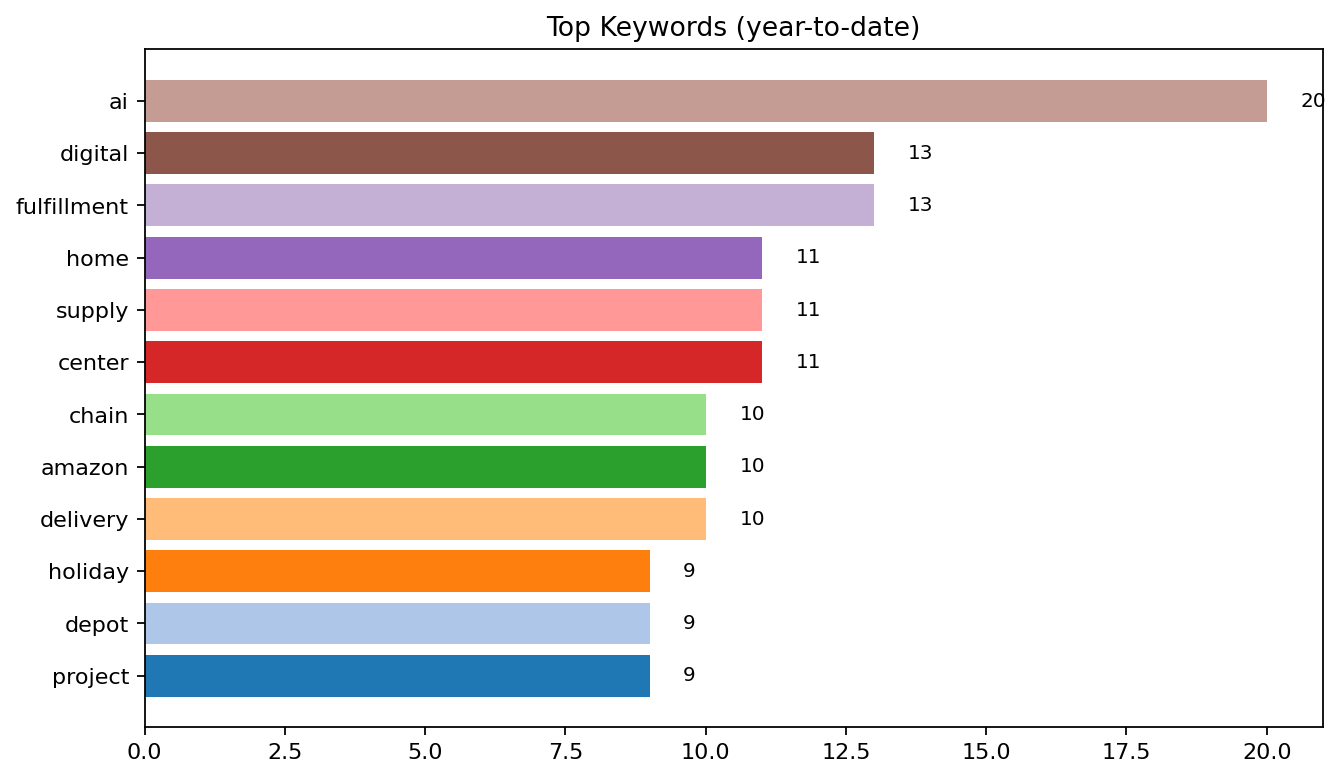 Top Keywords (year-to-date)
ai 20
digital 13
fulfillment 13
home 11
supply 11
center 11
chain 10
amazon 10
delivery 10
holiday 9
depot 9
project 9
0.0 2.5 5.0 7.5 10.0 12.5 15.0 17.5 20.0